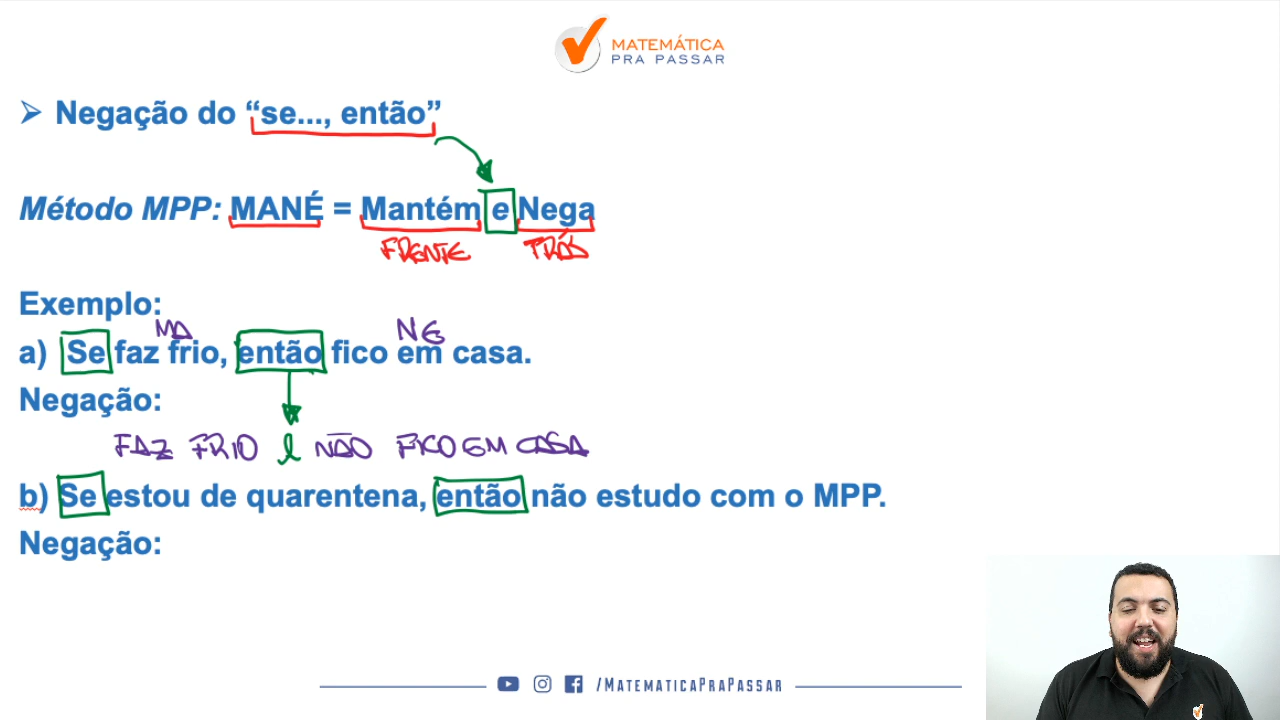 MATEMÁTICA
PRA PASSAR
➢ Negação do “se..., então”
Método MPP: MANÉ = Mantém e Nega
FRENTE TRÁS
Exemplo:
MA NE
a) Se faz frio, então fico em casa.
Negação:
FAZ FRIO e NÃO FICO EM CASA
b) Se estou de quarentena, então não estudo com o MPP.
Negação:
/MATEMATICAPRAPASSAR